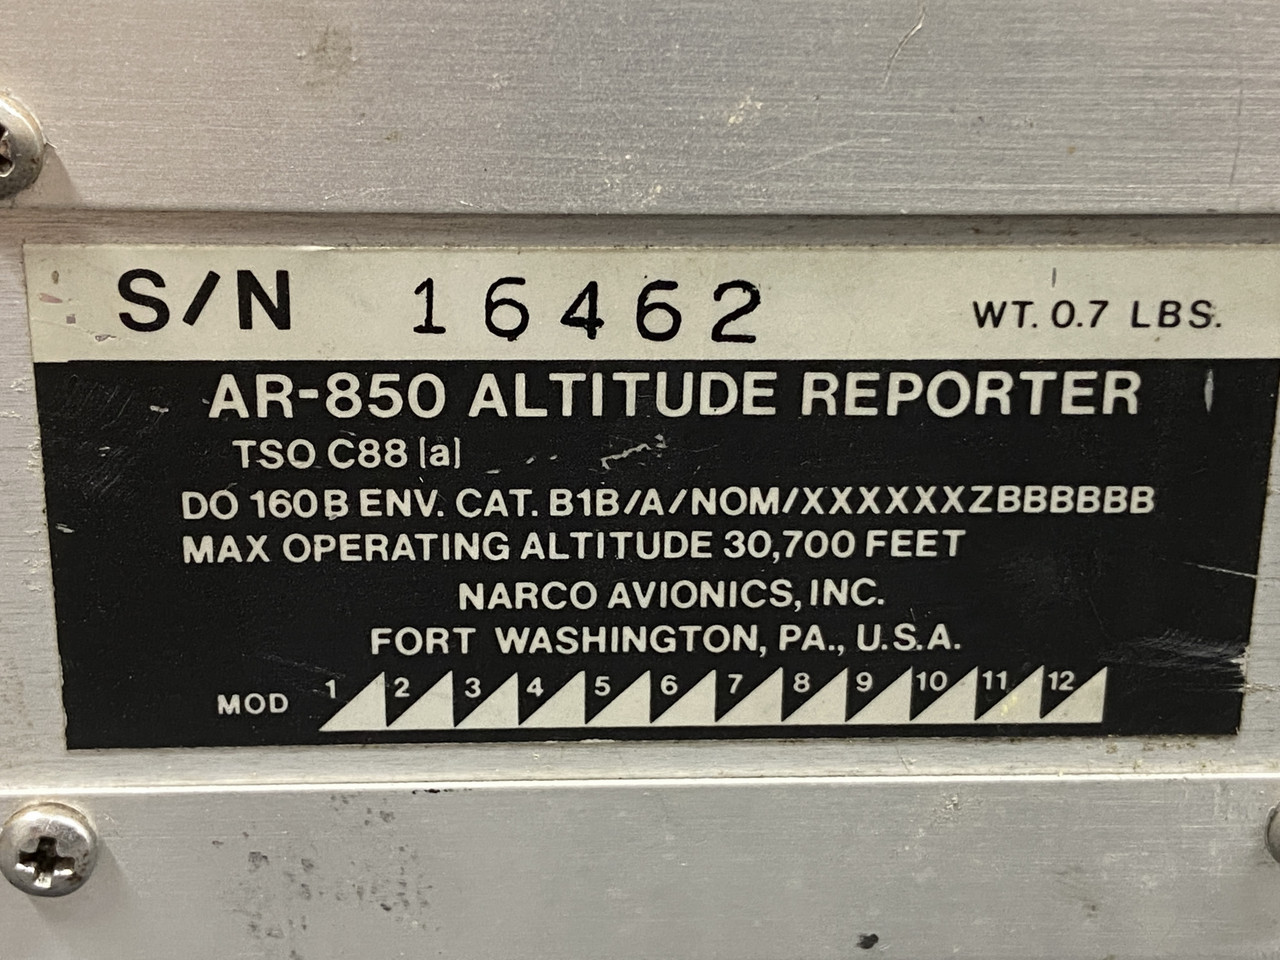 S/N 16462 WT. 0.7 LBS.
AR-850 ALTITUDE REPORTER
TSO C88 (a)
DO 160B ENV. CAT. B1B/A/NOM/XXXXXXZBBBBBB
MAX OPERATING ALTITUDE 30,700 FEET
NARCO AVIONICS, INC.
FORT WASHINGTON, PA., U.S.A.
MOD 1 2 3 4 5 6 7 8 9 10 11 12